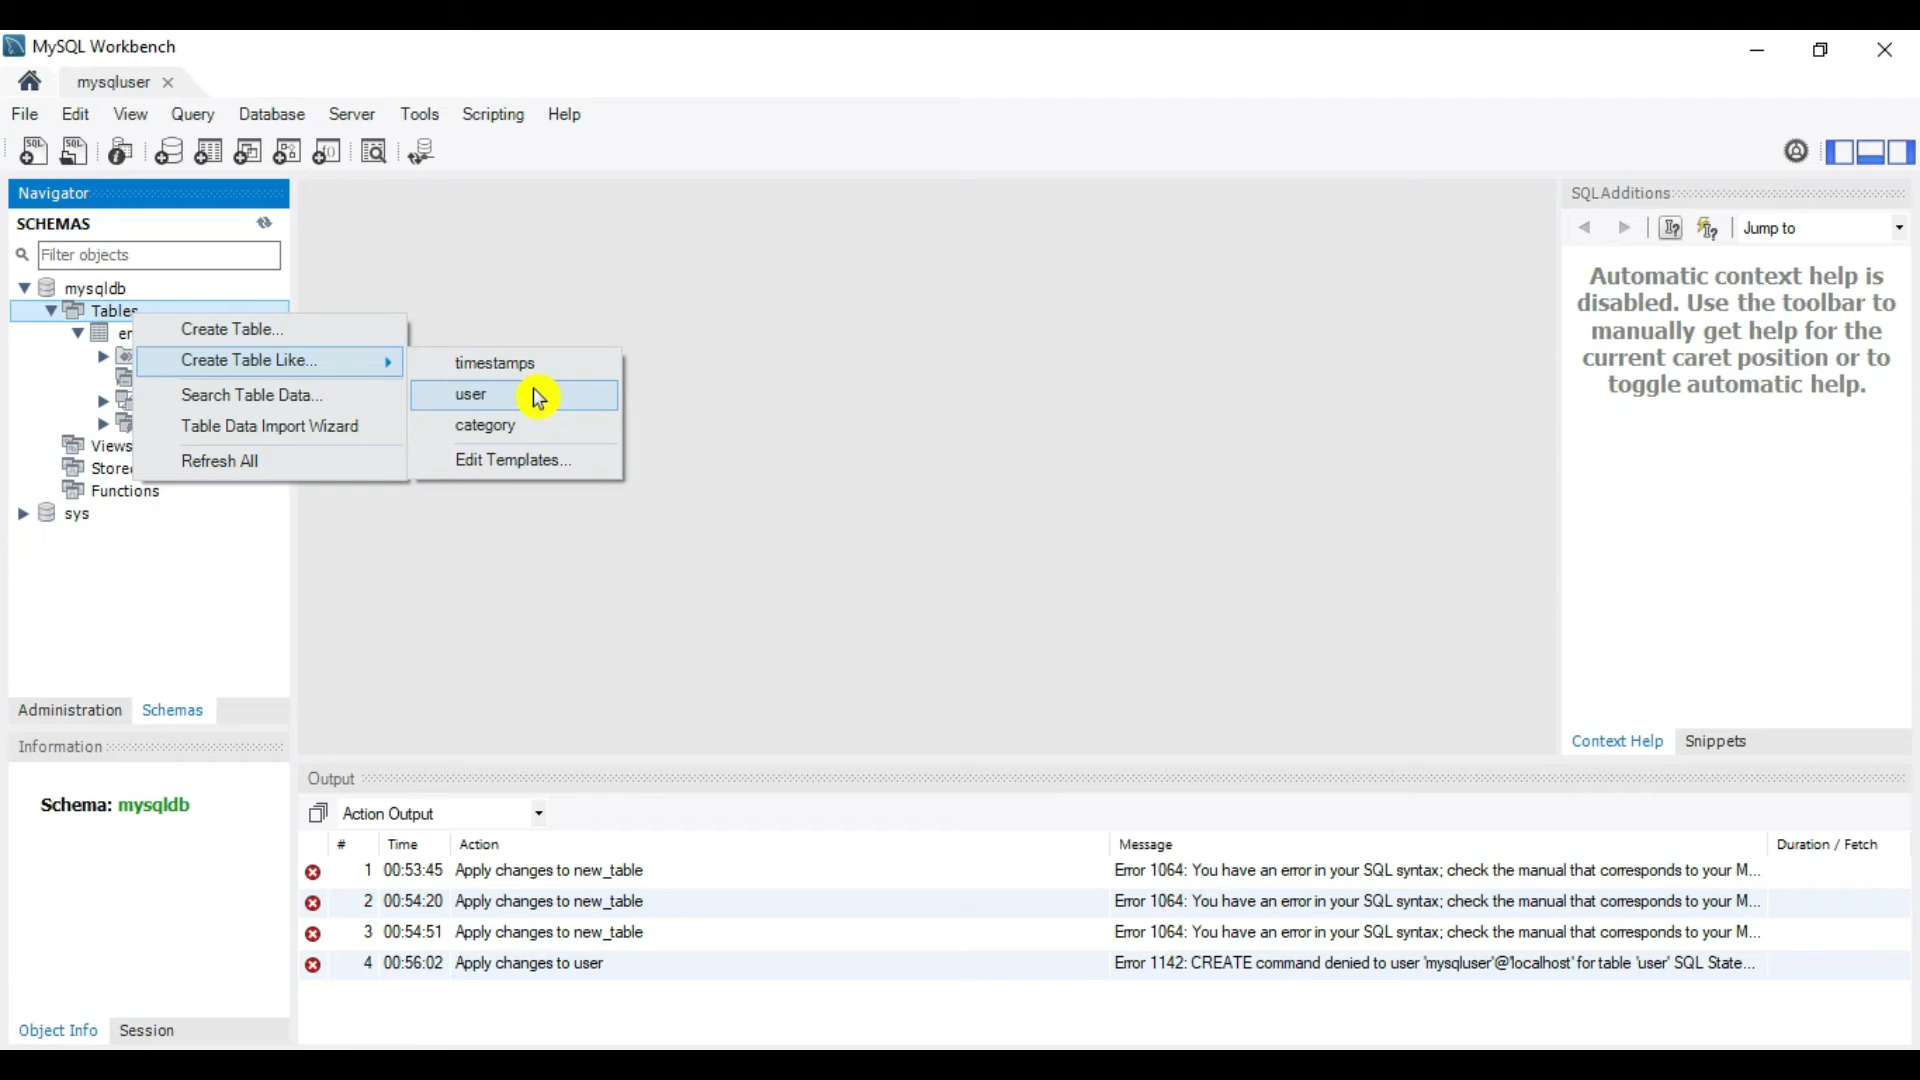 MySQL Workbench
mysqluser
File Edit View Query Database Server Tools Scripting Help
Navigator
SCHEMAS
Filter objects
mysqldb
Tables
Views
Functions
sys
Create Table...
Create Table Like...
Search Table Data...
Table Data Import Wizard
Refresh All
timestamps
user
category
Edit Templates...
Administration Schemas
Information
Schema: mysqldb
Object Info Session
SQLAdditions
Jump to
Automatic context help is
disabled. Use the toolbar to
manually get help for the
current caret position or to
toggle automatic help.
Context Help Snippets
Output
Action Output
# Time Action Message Duration / Fetch
1 00:53:45 Apply changes to new_table Error 1064: You have an error in your SQL syntax; check the manual that corresponds to your M...
2 00:54:20 Apply changes to new_table Error 1064: You have an error in your SQL syntax; check the manual that corresponds to your M...
3 00:54:51 Apply changes to new_table Error 1064: You have an error in your SQL syntax; check the manual that corresponds to your M...
4 00:56:02 Apply changes to user Error 1142: CREATE command denied to user 'mysqluser'@'localhost' for table 'user' SQL State...